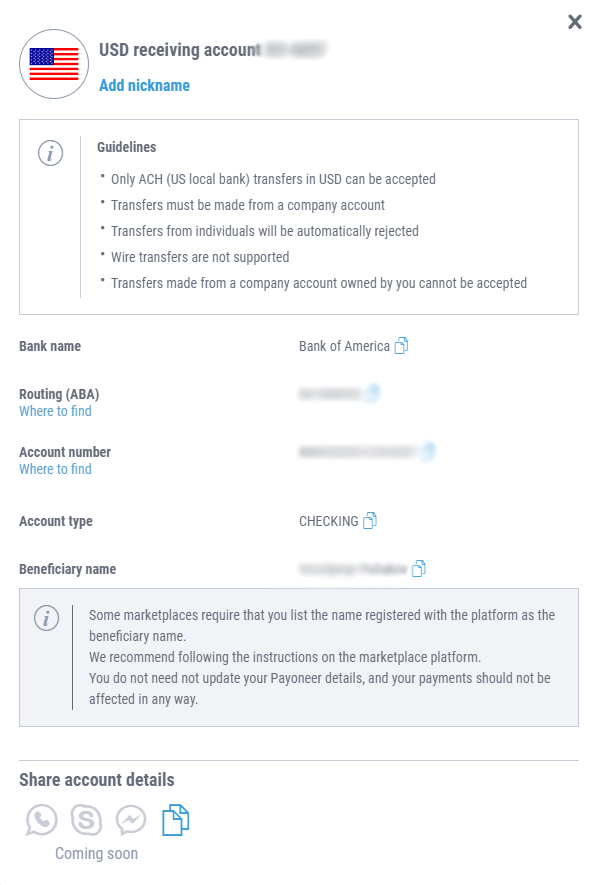 USD receiving account
Add nickname
Guidelines
• Only ACH (US local bank) transfers in USD can be accepted
• Transfers must be made from a company account
• Transfers from individuals will be automatically rejected
• Wire transfers are not supported
• Transfers made from a company account owned by you cannot be accepted
Bank name Bank of America
Routing (ABA)
Where to find
Account number
Where to find
Account type CHECKING
Beneficiary name
Some marketplaces require that you list the name registered with the platform as the
beneficiary name.
We recommend following the instructions on the marketplace platform.
You do not need not update your Payoneer details, and your payments should not be
affected in any way.
Share account details
Coming soon